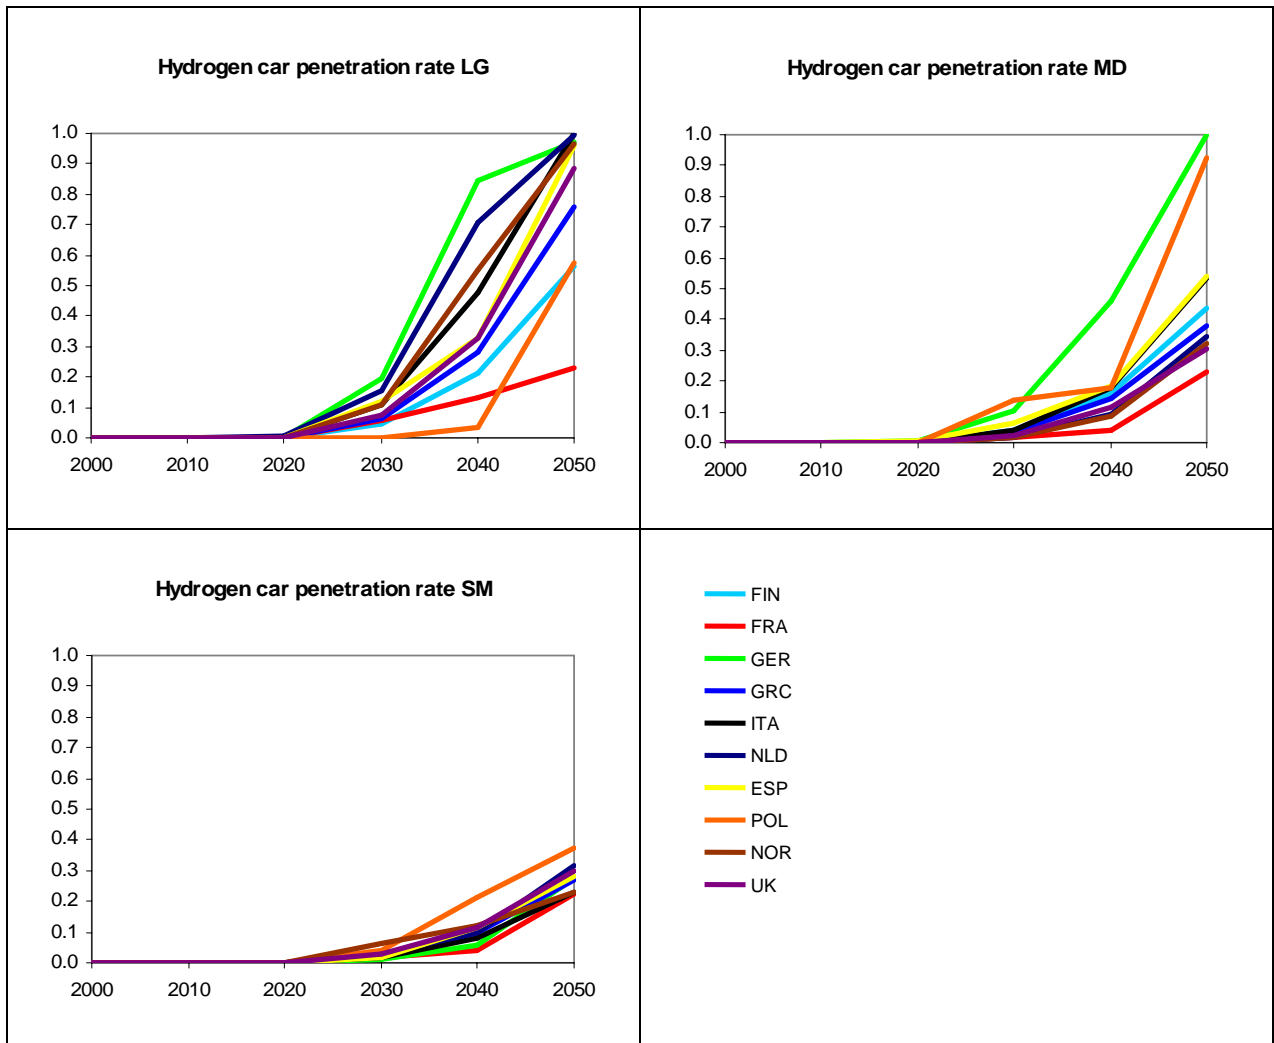 Hydrogen car penetration rate LG
1.0
0.9
0.8
0.7
0.6
0.5
0.4
0.3
0.2
0.1
0.0
2000 2010 2020 2030 2040 2050
Hydrogen car penetration rate MD
1.0
0.9
0.8
0.7
0.6
0.5
0.4
0.3
0.2
0.1
0.0
2000 2010 2020 2030 2040 2050
Hydrogen car penetration rate SM
1.0
0.9
0.8
0.7
0.6
0.5
0.4
0.3
0.2
0.1
0.0
2000 2010 2020 2030 2040 2050
FIN
FRA
GER
GRC
ITA
NLD
ESP
POL
NOR
UK